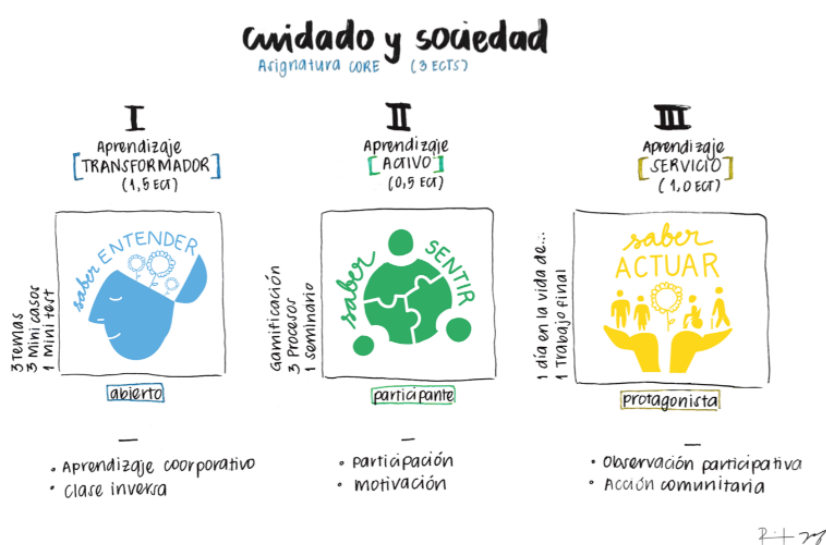 cuidado y sociedad
Asignatura CORE (3 ECTS)
I
Aprendizaje
[TRANSFORMADOR]
(1,5 ECT)
saber ENTENDER
3 Temas
3 Mini casos
1 Mini test
abierto
• Aprendizaje coorporativo
• clase inversa
II
Aprendizaje
[ACTIVO]
(0,5 ECT)
saber SENTIR
Gamificación
3 Procesos
1 seminario
participante
• participación
• motivación
III
Aprendizaje
[SERVICIO]
(1,0 ECT)
saber
ACTUAR
1 día en la vida de...
1 Trabajo final
protagonista
• Observación participativa
• Acción comunitaria